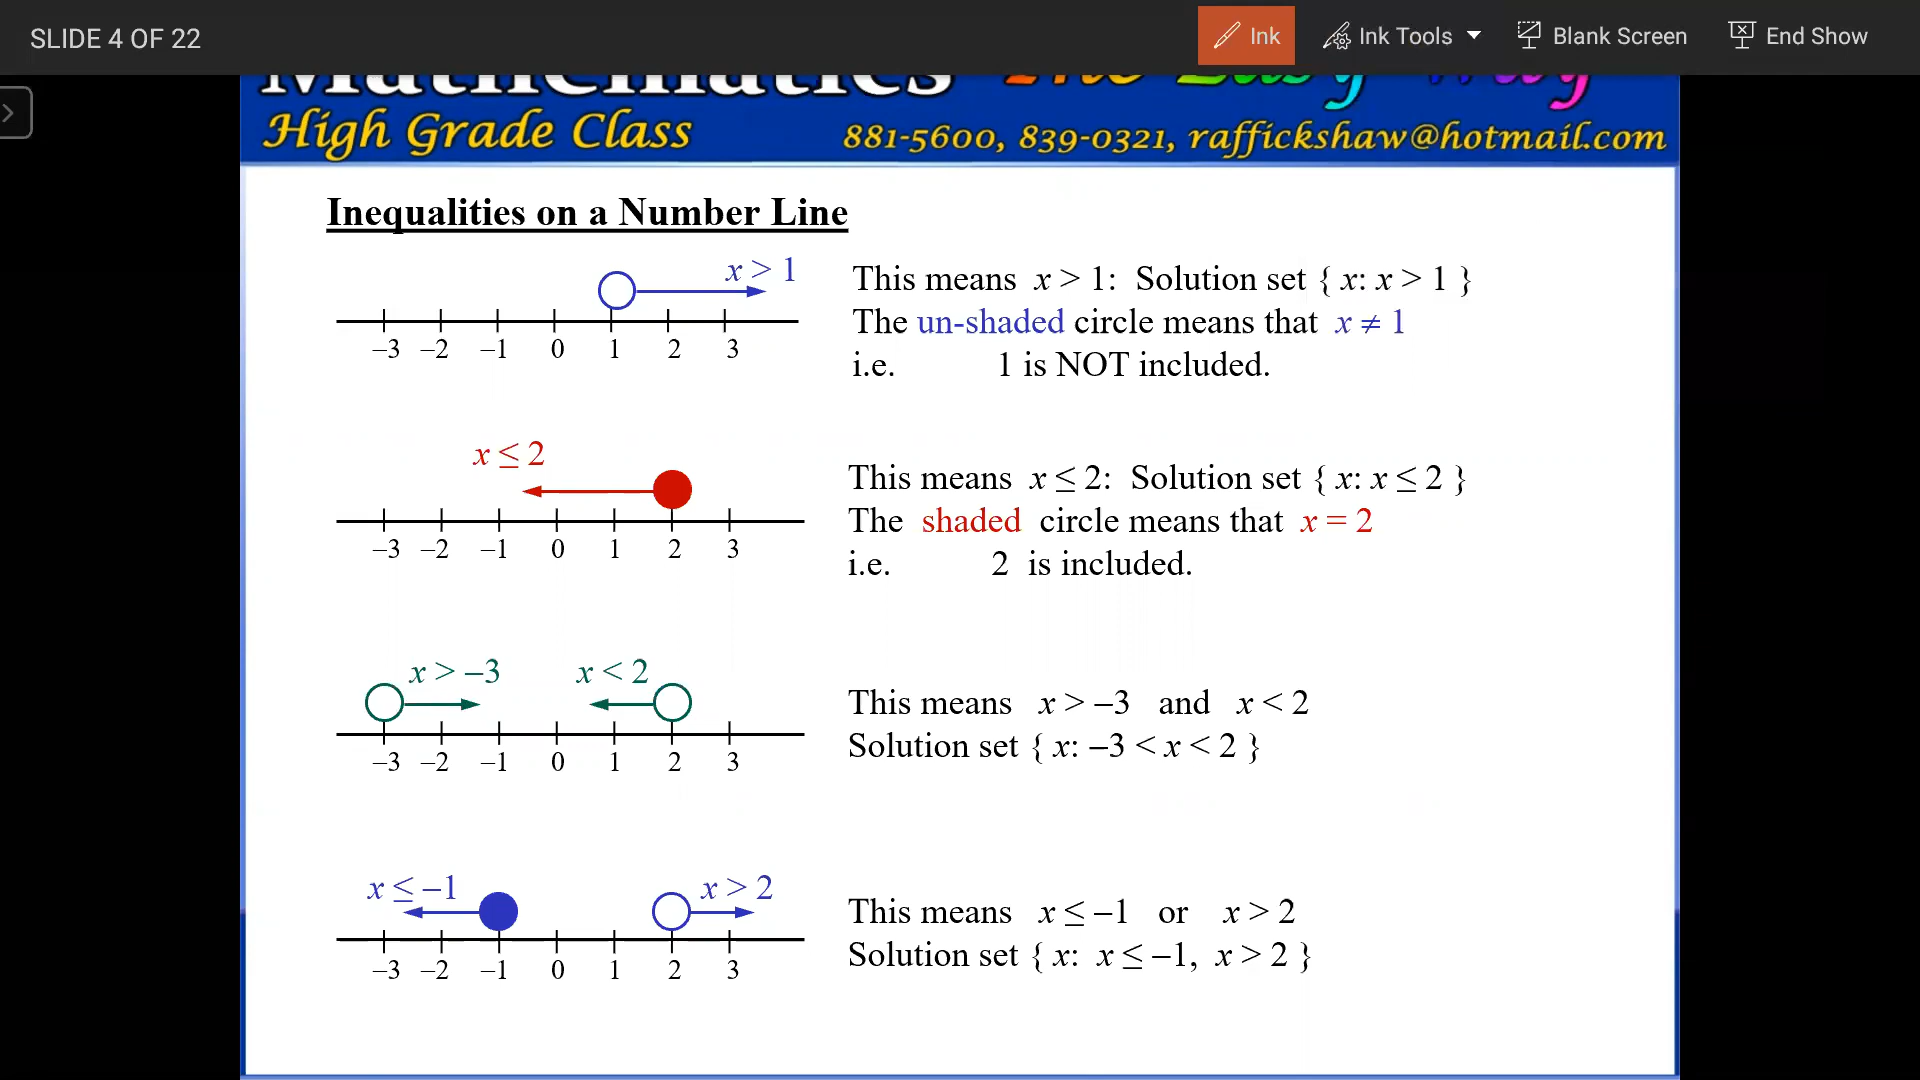 SLIDE 4 OF 22
Ink
Ink Tools
Blank Screen
End Show
Mathematics The Easy Way
High Grade Class
881-5600, 839-0321, raffickshaw@hotmail.com
Inequalities on a Number Line
x > 1
–3 –2 –1 0 1 2 3
This means x > 1: Solution set { x: x > 1 }
The un-shaded circle means that x ≠ 1
i.e. 1 is NOT included.
x ≤ 2
–3 –2 –1 0 1 2 3
This means x ≤ 2: Solution set { x: x ≤ 2 }
The shaded circle means that x = 2
i.e. 2 is included.
x > –3 x < 2
–3 –2 –1 0 1 2 3
This means x > –3 and x < 2
Solution set { x: –3 < x < 2 }
x ≤ –1 x > 2
–3 –2 –1 0 1 2 3
This means x ≤ –1 or x > 2
Solution set { x: x ≤ –1, x > 2 }